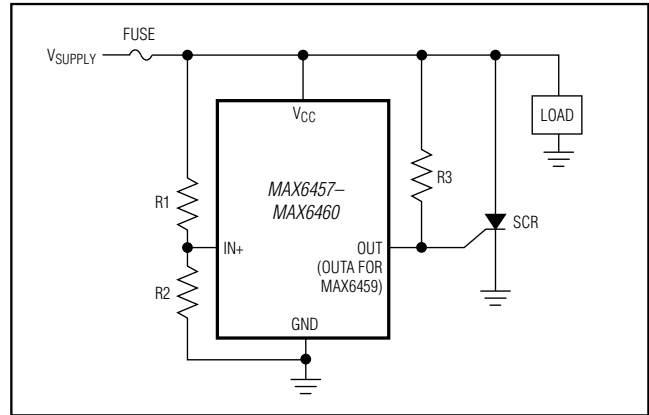 FUSE
VSUPPLY
VCC
LOAD
R1
MAX6457–
MAX6460
R3
SCR
IN+
OUT
(OUTA FOR
MAX6459)
R2
GND